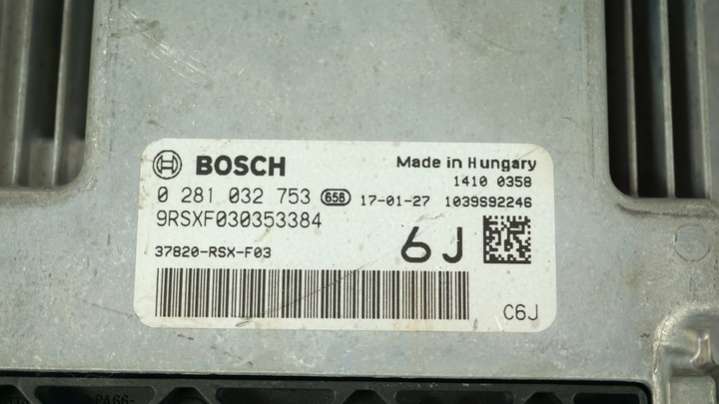 BOSCH
Made in Hungary
1410 0358
0 281 032 753 658 17-01-27 1039S92246
9RSXF030353384
37820-RSX-F03
6J
C6J